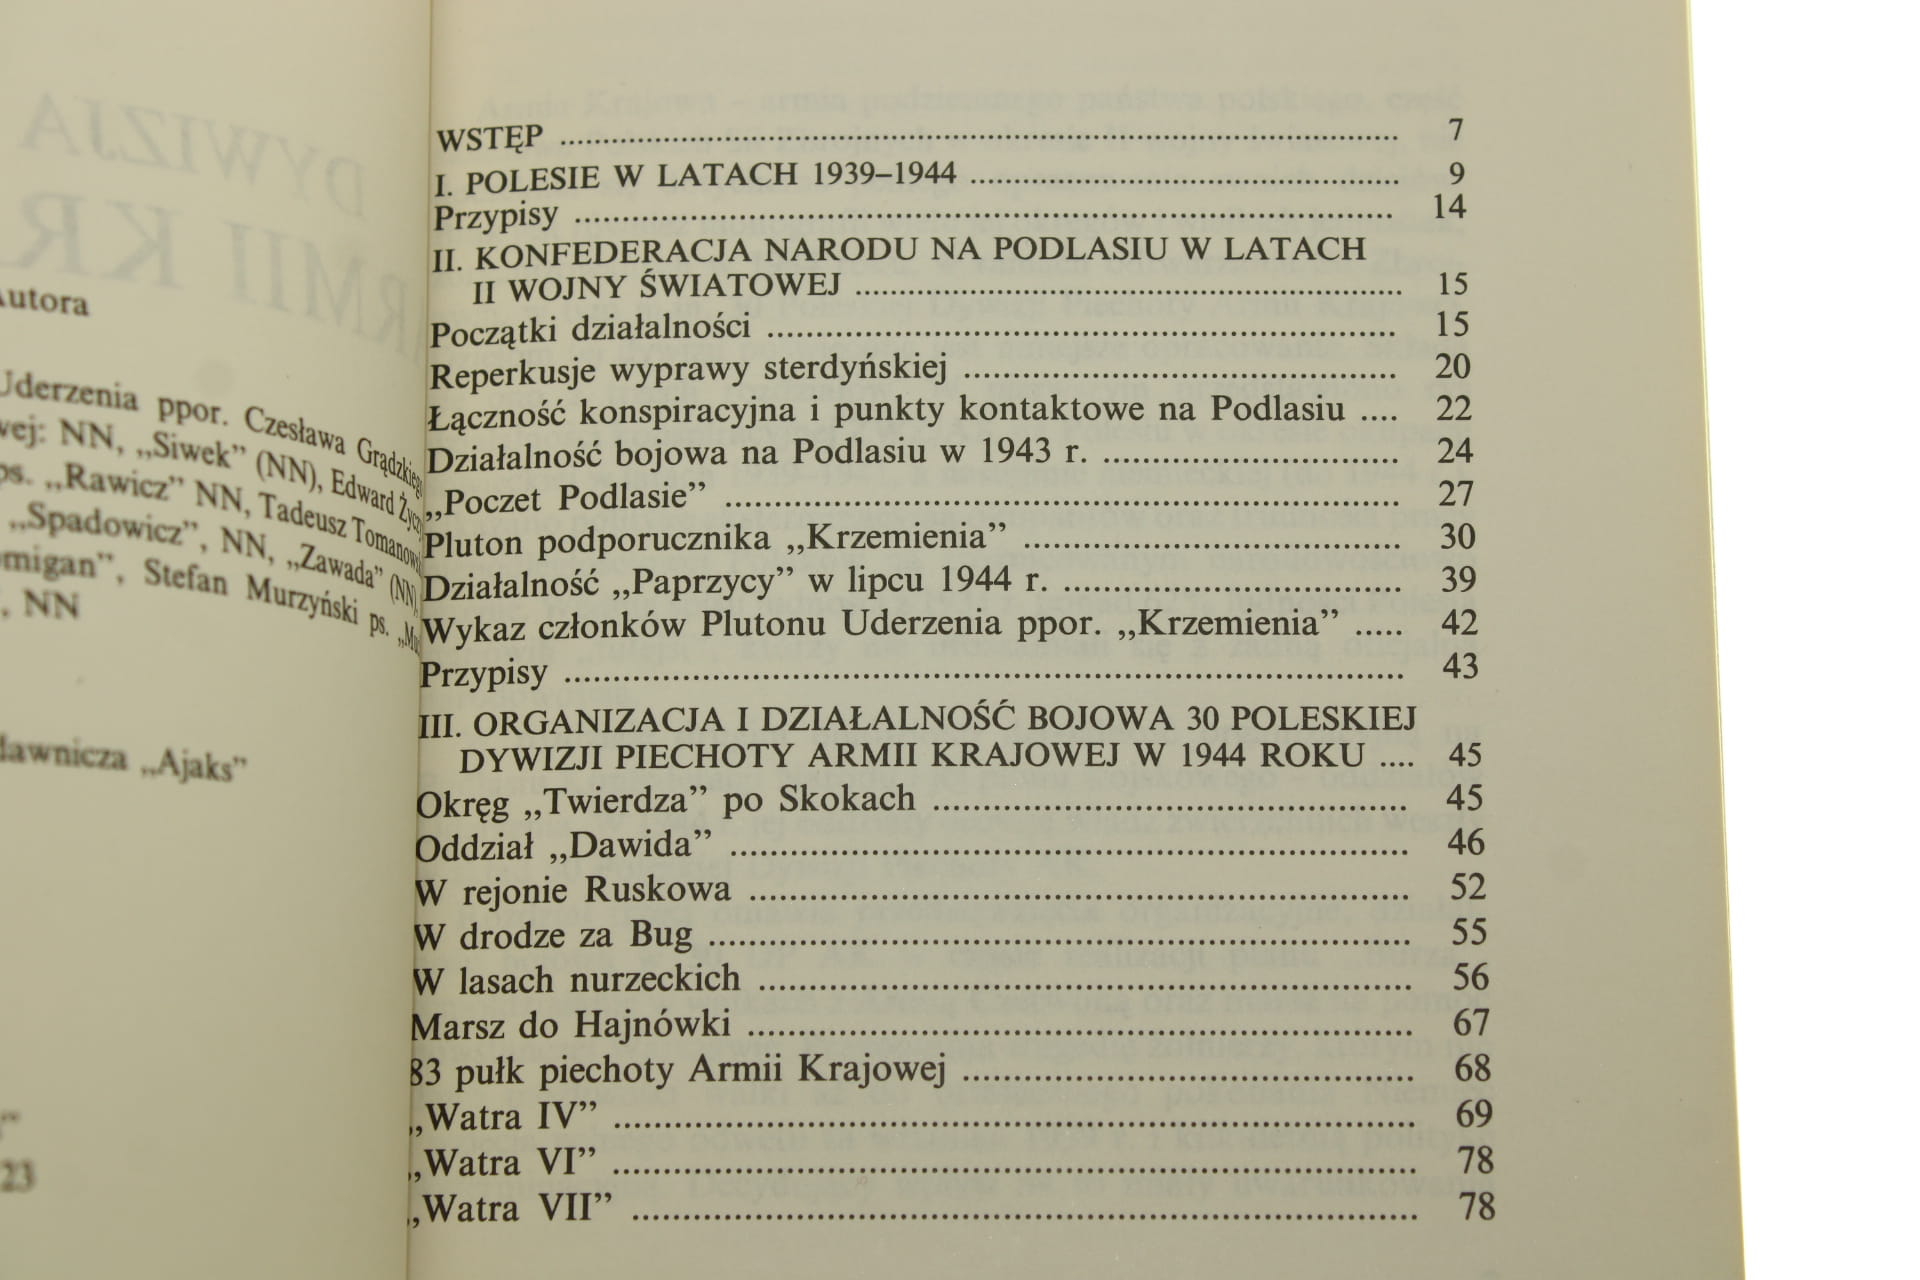 Autora
Uderzenia ppor. Czesława Grądzkiego
wej: NN, „Siwek” (NN), Edward
ps. „Rawicz” NN, Tadeusz
„Spadowicz”, NN, „Zawada” (NN),
omigan”, Stefan Murzyński ps.
, NN
dawnicza „Ajaks”
23
WSTĘP .......... 7
I. POLESIE W LATACH 1939–1944 .......... 9
Przypisy .......... 14
II. KONFEDERACJA NARODU NA PODLASIU W LATACH
II WOJNY ŚWIATOWEJ .......... 15
Początki działalności .......... 15
Reperkusje wyprawy sterdyńskiej .......... 20
Łączność konspiracyjna i punkty kontaktowe na Podlasiu .... 22
Działalność bojowa na Podlasiu w 1943 r. .......... 24
„Poczet Podlasie” .......... 27
Pluton podporucznika „Krzemienia” .......... 30
Działalność „Paprzycy” w lipcu 1944 r. .......... 39
Wykaz członków Plutonu Uderzenia ppor. „Krzemienia” ..... 42
Przypisy .......... 43
III. ORGANIZACJA I DZIAŁALNOŚĆ BOJOWA 30 POLESKIEJ
DYWIZJI PIECHOTY ARMII KRAJOWEJ W 1944 ROKU .... 45
Okręg „Twierdza” po Skokach .......... 45
Oddział „Dawida” .......... 46
W rejonie Ruskowa .......... 52
W drodze za Bug .......... 55
W lasach nurzeckich .......... 56
Marsz do Hajnówki .......... 67
83 pułk piechoty Armii Krajowej .......... 68
„Watra IV” .......... 69
„Watra VI” .......... 78
„Watra VII” .......... 78